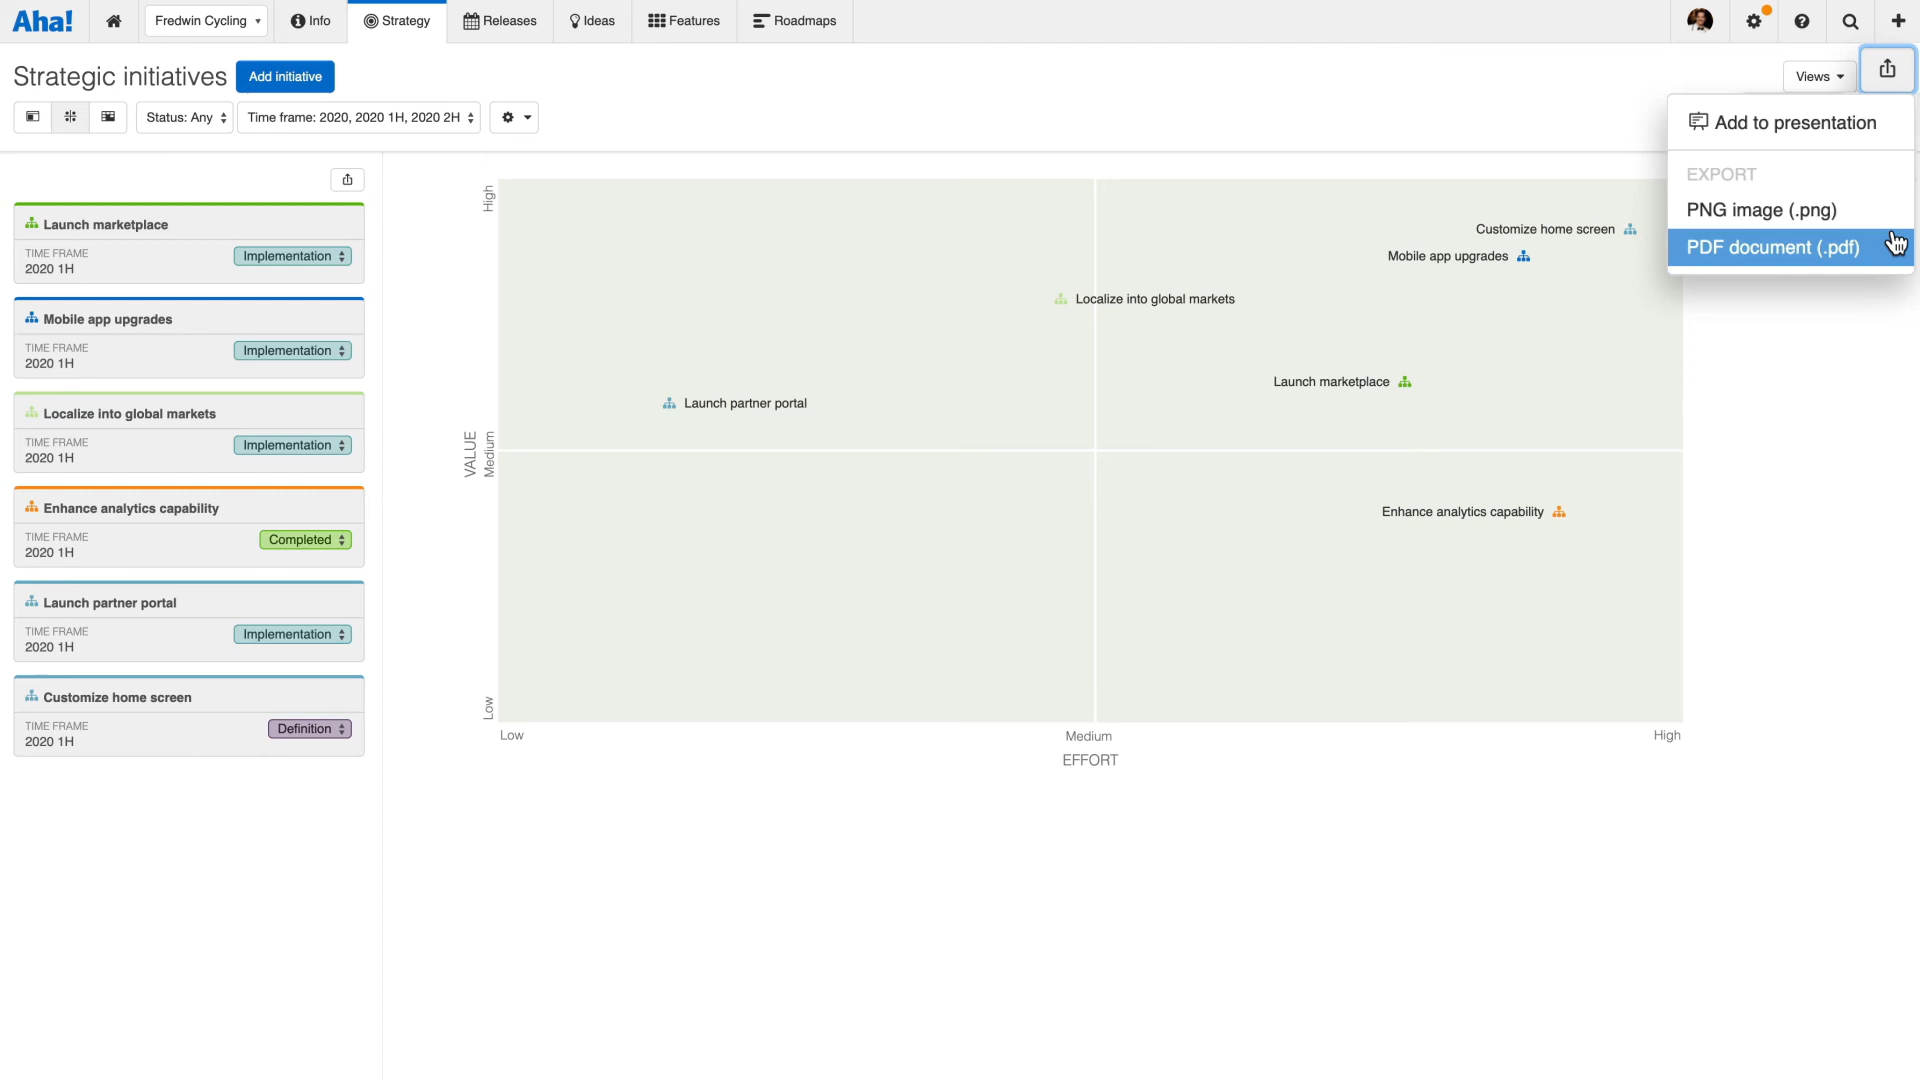 Aha!
Fredwin Cycling
Info
Strategy
Releases
Ideas
Features
Roadmaps
Strategic initiatives
Add initiative
Views
Status: Any
Time frame: 2020, 2020 1H, 2020 2H
Add to presentation
EXPORT
PNG image (.png)
PDF document (.pdf)
Launch marketplace
TIME FRAME
2020 1H
Implementation
Mobile app upgrades
TIME FRAME
2020 1H
Implementation
Localize into global markets
TIME FRAME
2020 1H
Implementation
Enhance analytics capability
TIME FRAME
2020 1H
Completed
Launch partner portal
TIME FRAME
2020 1H
Implementation
Customize home screen
TIME FRAME
2020 1H
Definition
High
VALUE
Medium
Low
Customize home screen
Mobile app upgrades
Localize into global markets
Launch marketplace
Launch partner portal
Enhance analytics capability
Low
Medium
High
EFFORT